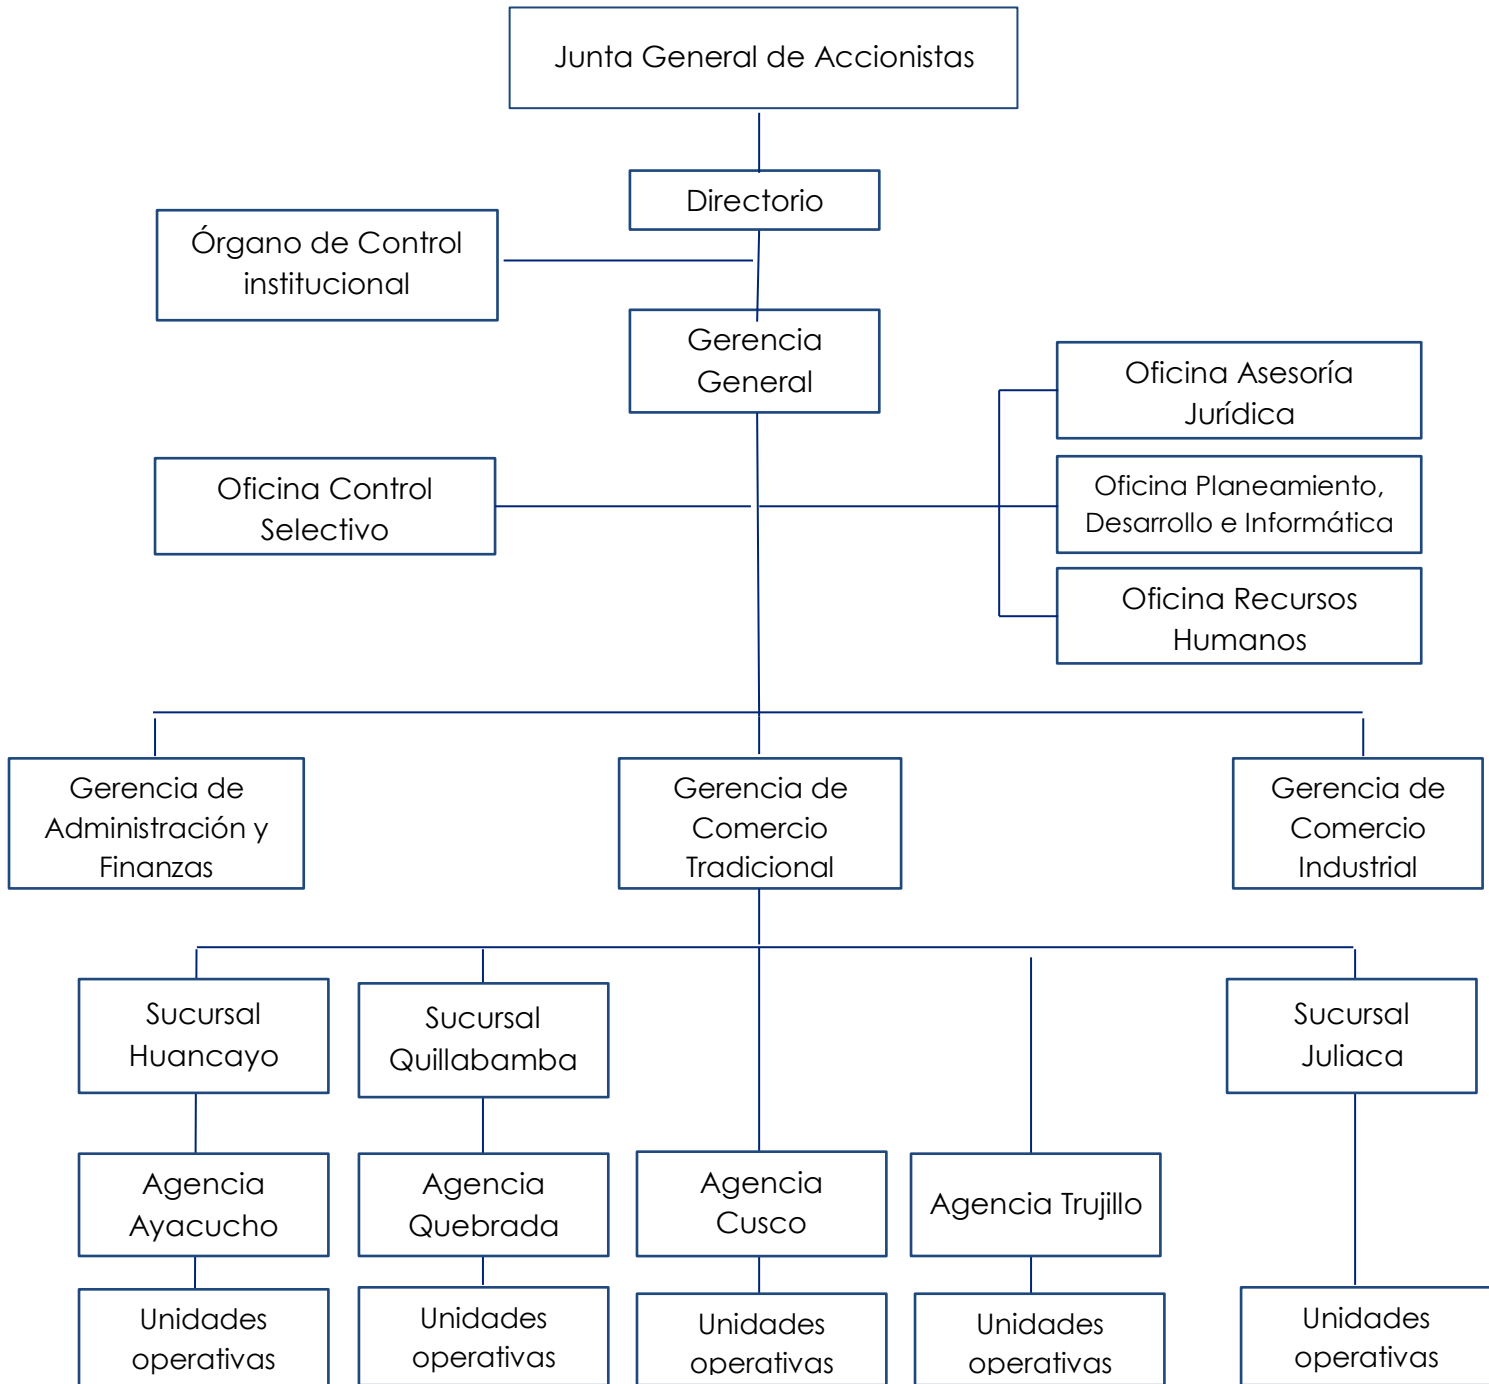 Junta General de Accionistas
Directorio
Órgano de Control
institucional
Gerencia
General
Oficina Asesoría
Jurídica
Oficina Control
Selectivo
Oficina Planeamiento,
Desarrollo e Informática
Oficina Recursos
Humanos
Gerencia de
Administración y
Finanzas
Gerencia de
Comercio
Tradicional
Gerencia de
Comercio
Industrial
Sucursal
Huancayo
Sucursal
Quillabamba
Sucursal
Juliaca
Agencia
Ayacucho
Agencia
Quebrada
Agencia
Cusco
Agencia Trujillo
Unidades
operativas
Unidades
operativas
Unidades
operativas
Unidades
operativas
Unidades
operativas